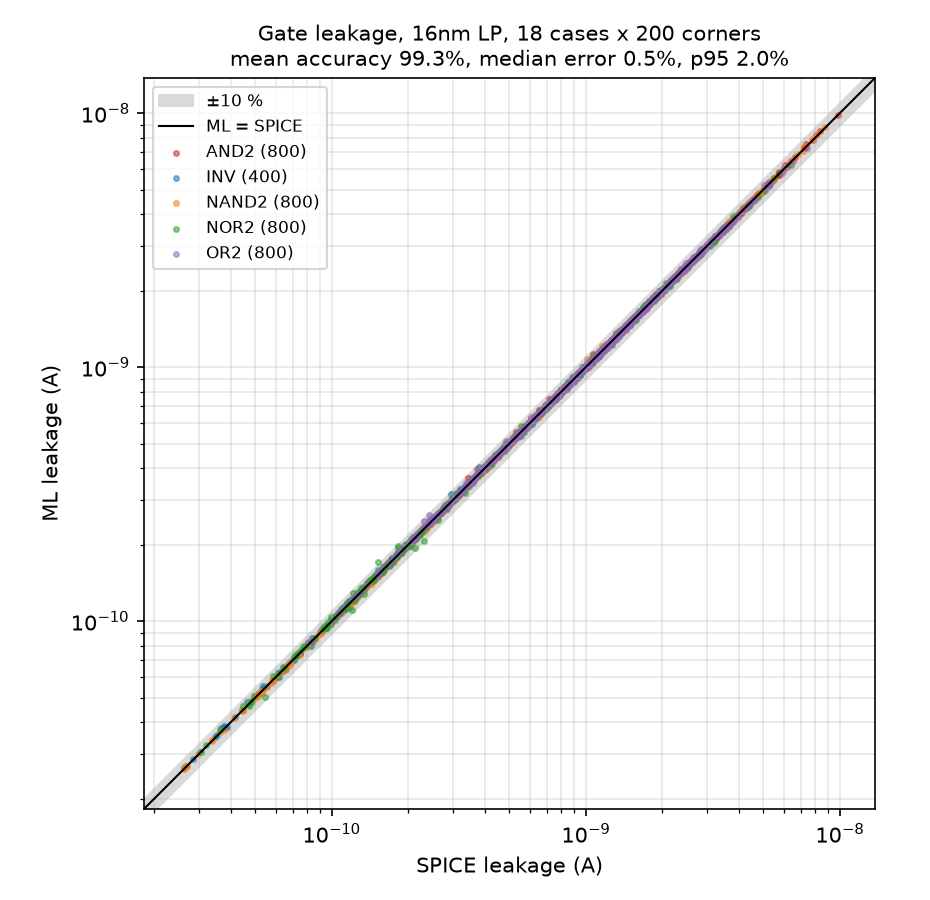 Gate leakage, 16nm LP, 18 cases x 200 corners
mean accuracy 99.3%, median error 0.5%, p95 2.0%
±10 %
ML = SPICE
AND2 (800)
INV (400)
NAND2 (800)
NOR2 (800)
OR2 (800)
10⁻⁸
10⁻⁹
10⁻¹⁰
ML leakage (A)
10⁻¹⁰ 10⁻⁹ 10⁻⁸
SPICE leakage (A)